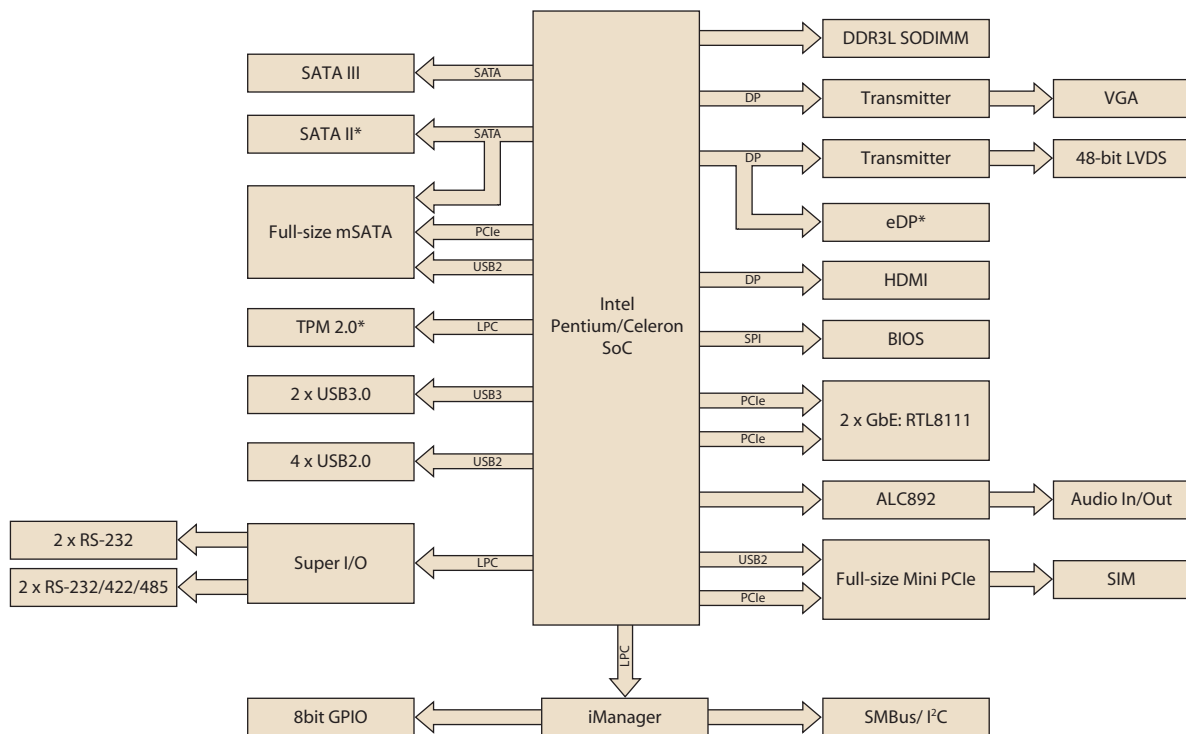 DDR3L SODIMM
SATA III
SATA
DP
Transmitter
VGA
SATA II*
SATA
DP
Transmitter
48-bit LVDS
Full-size mSATA
PCIe
USB2
eDP*
DP
HDMI
Intel
Pentium/Celeron
SoC
TPM 2.0*
LPC
SPI
BIOS
2 x USB3.0
USB3
PCIe
PCIe
2 x GbE: RTL8111
4 x USB2.0
USB2
ALC892
Audio In/Out
2 x RS-232
2 x RS-232/422/485
Super I/O
LPC
USB2
PCIe
Full-size Mini PCIe
SIM
LPC
8bit GPIO
iManager
SMBus/ I²C